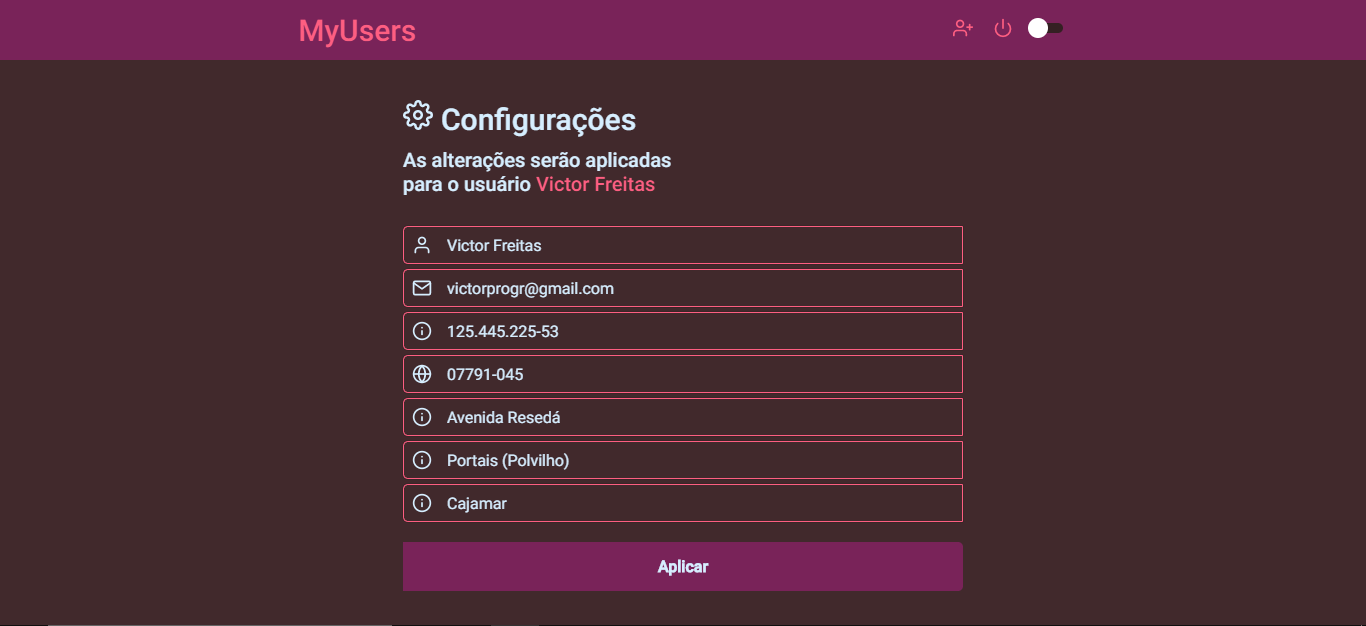 MyUsers
Configurações
As alterações serão aplicadas
para o usuário Victor Freitas
Victor Freitas
victorprogr@gmail.com
125.445.225-53
07791-045
Avenida Resedá
Portais (Polvilho)
Cajamar
Aplicar